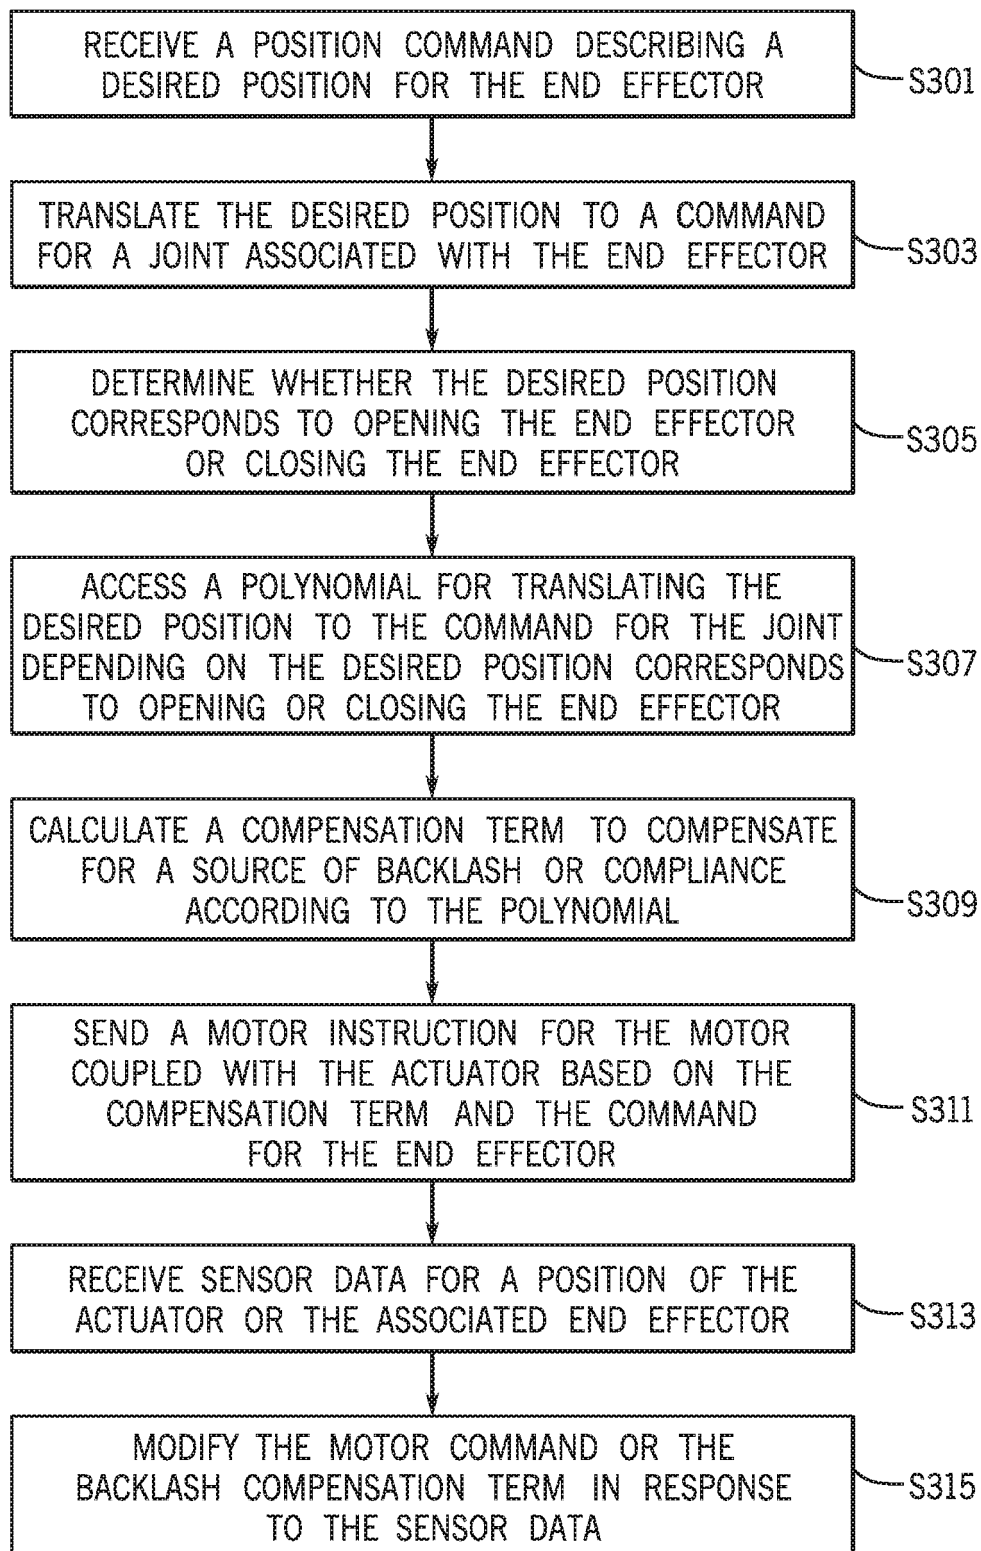 RECEIVE A POSITION COMMAND DESCRIBING A
DESIRED POSITION FOR THE END EFFECTOR
S301
TRANSLATE THE DESIRED POSITION TO A COMMAND
FOR A JOINT ASSOCIATED WITH THE END EFFECTOR
S303
DETERMINE WHETHER THE DESIRED POSITION
CORRESPONDS TO OPENING THE END EFFECTOR
OR CLOSING THE END EFFECTOR
S305
ACCESS A POLYNOMIAL FOR TRANSLATING THE
DESIRED POSITION TO THE COMMAND FOR THE JOINT
DEPENDING ON THE DESIRED POSITION CORRESPONDS
TO OPENING OR CLOSING THE END EFFECTOR
S307
CALCULATE A COMPENSATION TERM TO COMPENSATE
FOR A SOURCE OF BACKLASH OR COMPLIANCE
ACCORDING TO THE POLYNOMIAL
S309
SEND A MOTOR INSTRUCTION FOR THE MOTOR
COUPLED WITH THE ACTUATOR BASED ON THE
COMPENSATION TERM AND THE COMMAND
FOR THE END EFFECTOR
S311
RECEIVE SENSOR DATA FOR A POSITION OF THE
ACTUATOR OR THE ASSOCIATED END EFFECTOR
S313
MODIFY THE MOTOR COMMAND OR THE
BACKLASH COMPENSATION TERM IN RESPONSE
TO THE SENSOR DATA
S315